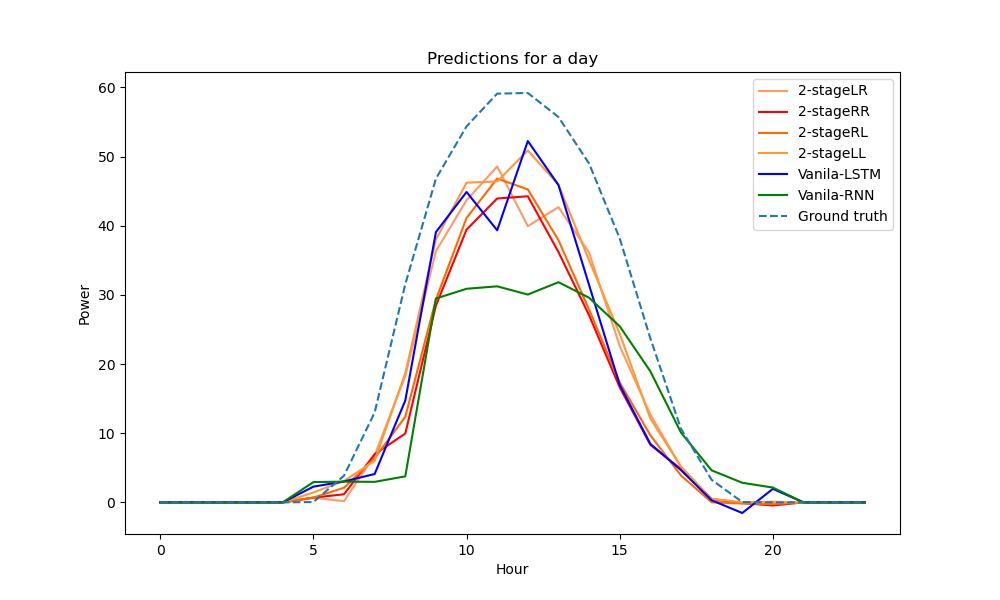 Predictions for a day
60
50
40
30
20
10
0
Power
0 5 10 15 20
Hour
2-stageLR
2-stageRR
2-stageRL
2-stageLL
Vanila-LSTM
Vanila-RNN
Ground truth